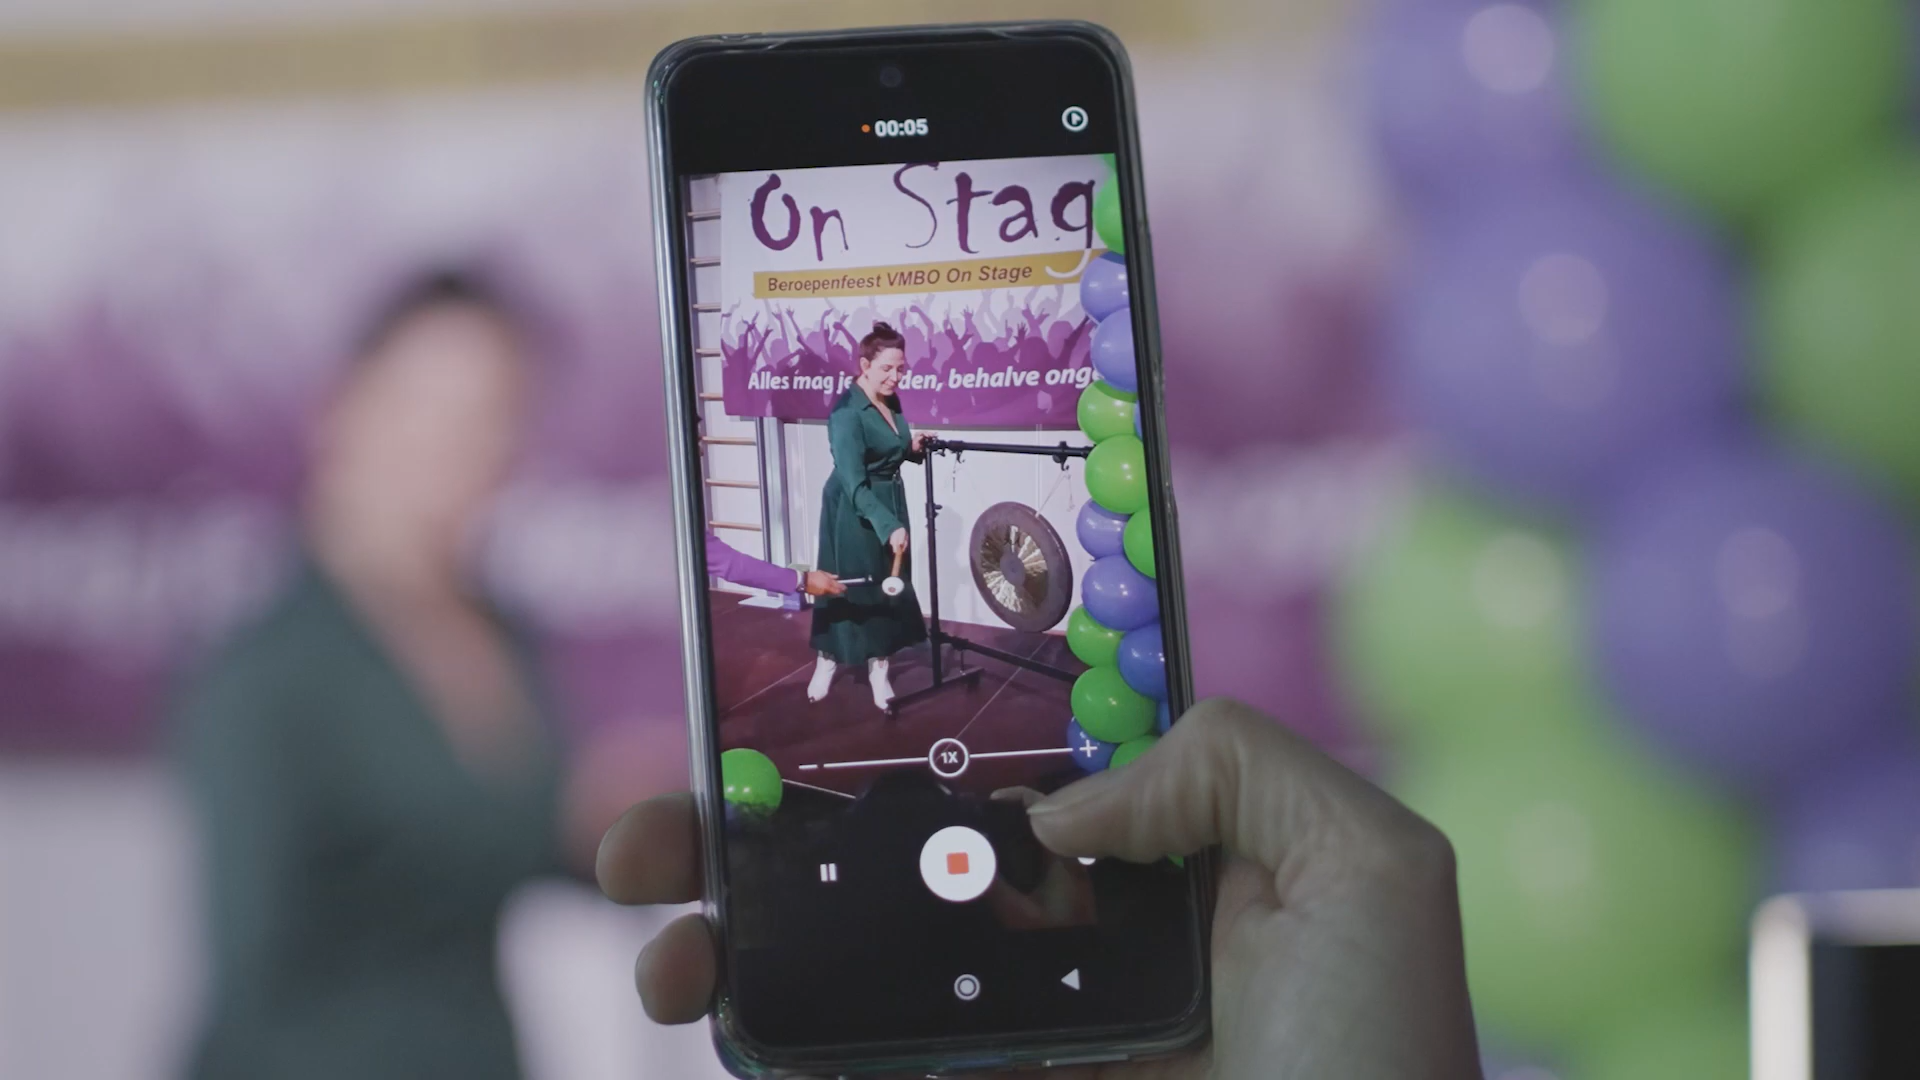 00:05
On Stag
Beroepenfeest VMBO On Stage
Alles mag je den, behalve onge
1X